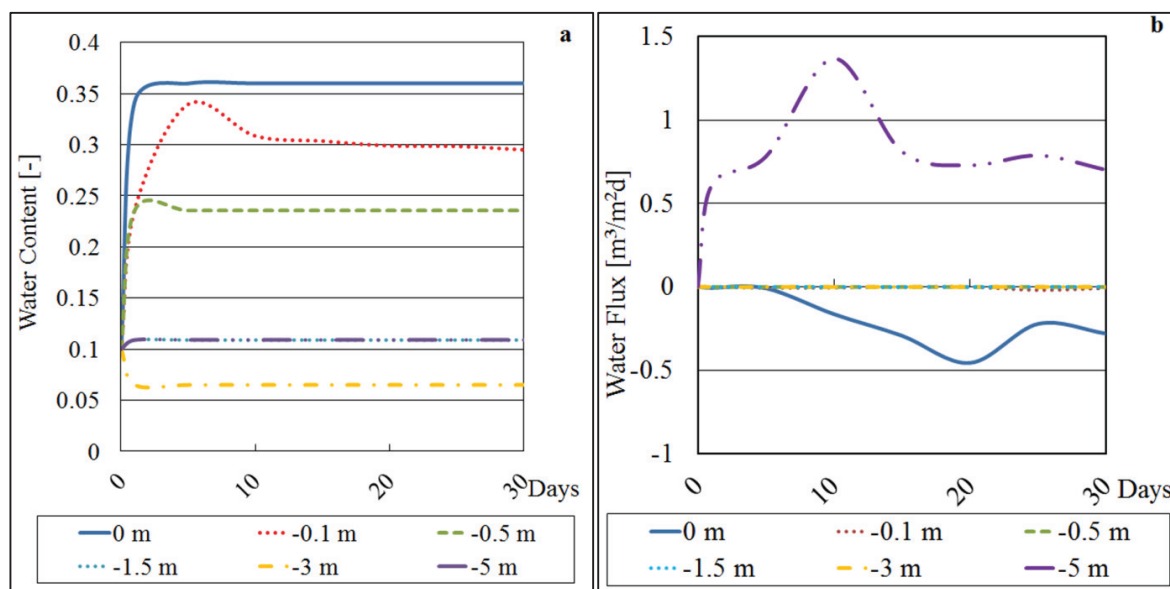 a
Water Content [-]
0.4
0.35
0.3
0.25
0.2
0.15
0.1
0.05
0
0
10
20
30
Days
0 m
-0.1 m
-0.5 m
-1.5 m
-3 m
-5 m
b
Water Flux [m³/m²d]
1.5
1
0.5
0
-0.5
-1
0
10
20
30
Days
0 m
-0.1 m
-0.5 m
-1.5 m
-3 m
-5 m